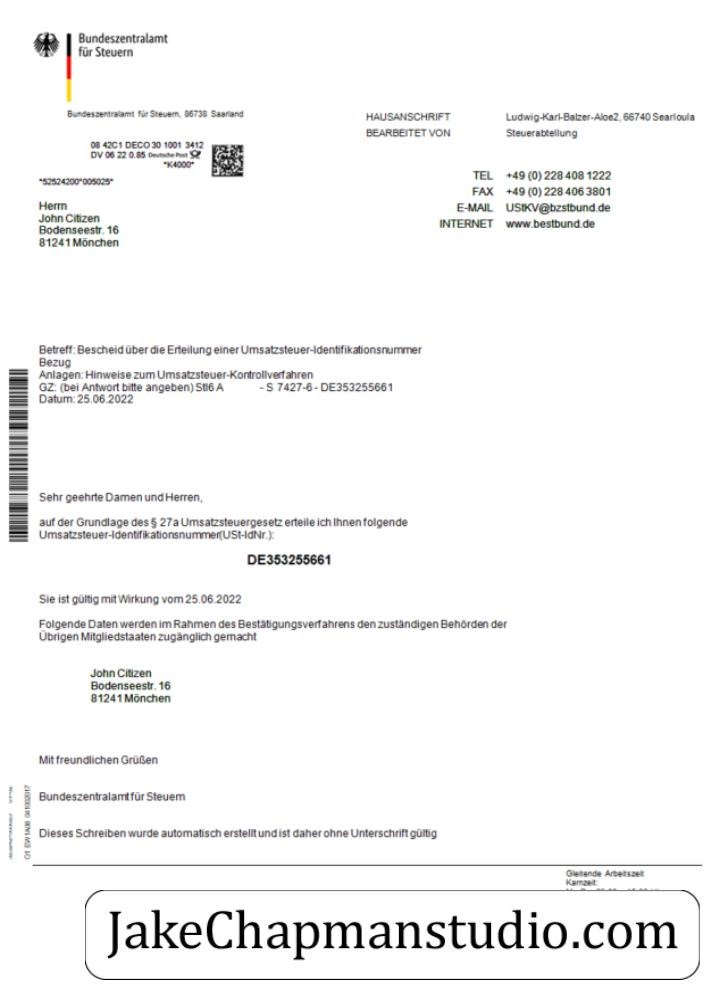 Bundeszentralamt
für Steuern
Bundeszentralamt für Steuern, 86738 Saarland
08 42C1 DECO 30 1001 3412
DV 06 22 0.85 Deutsche Post
*K4000*
*52524200*005025*
Herrn
John Citizen
Bodenseestr. 16
81241 Mönchen
HAUSANSCHRIFT Ludwig-Karl-Balzer-Aloe2, 66740 Searloula
BEARBEITET VON Steuerabtellung
TEL +49 (0) 228 408 1222
FAX +49 (0) 228 406 3801
E-MAIL UStKV@bzstbund.de
INTERNET www.bestbund.de
Betreff: Bescheid über die Erteilung einer Umsatzsteuer-Identifikationsnummer
Bezug
Anlagen: Hinweise zum Umsatzsteuer-Kontrollverfahren
GZ: (bei Antwort bitte angeben) StI6 A - S 7427-6 - DE353255661
Datum: 25.06.2022
Sehr geehrte Damen und Herren,
auf der Grundlage des § 27a Umsatzsteuergesetz erteile ich Ihnen folgende
Umsatzsteuer-Identifikationsnummer(USt-IdNr.):
DE353255661
Sie ist gültig mit Wirkung vom 25.06.2022
Folgende Daten werden im Rahmen des Bestätigungsverfahrens den zuständigen Behörden der
Übrigen Mitgliedstaaten zugänglich gemacht
John Citizen
Bodenseestr. 16
81241 Mönchen
Mit freundlichen Grüßen
Bundeszentralamt für Steuern
Dieses Schreiben wurde automatisch erstellt und ist daher ohne Unterschrift gültig
Gleitende Arbeitszeit
Karnzeit:
JakeChapmanstudio.com